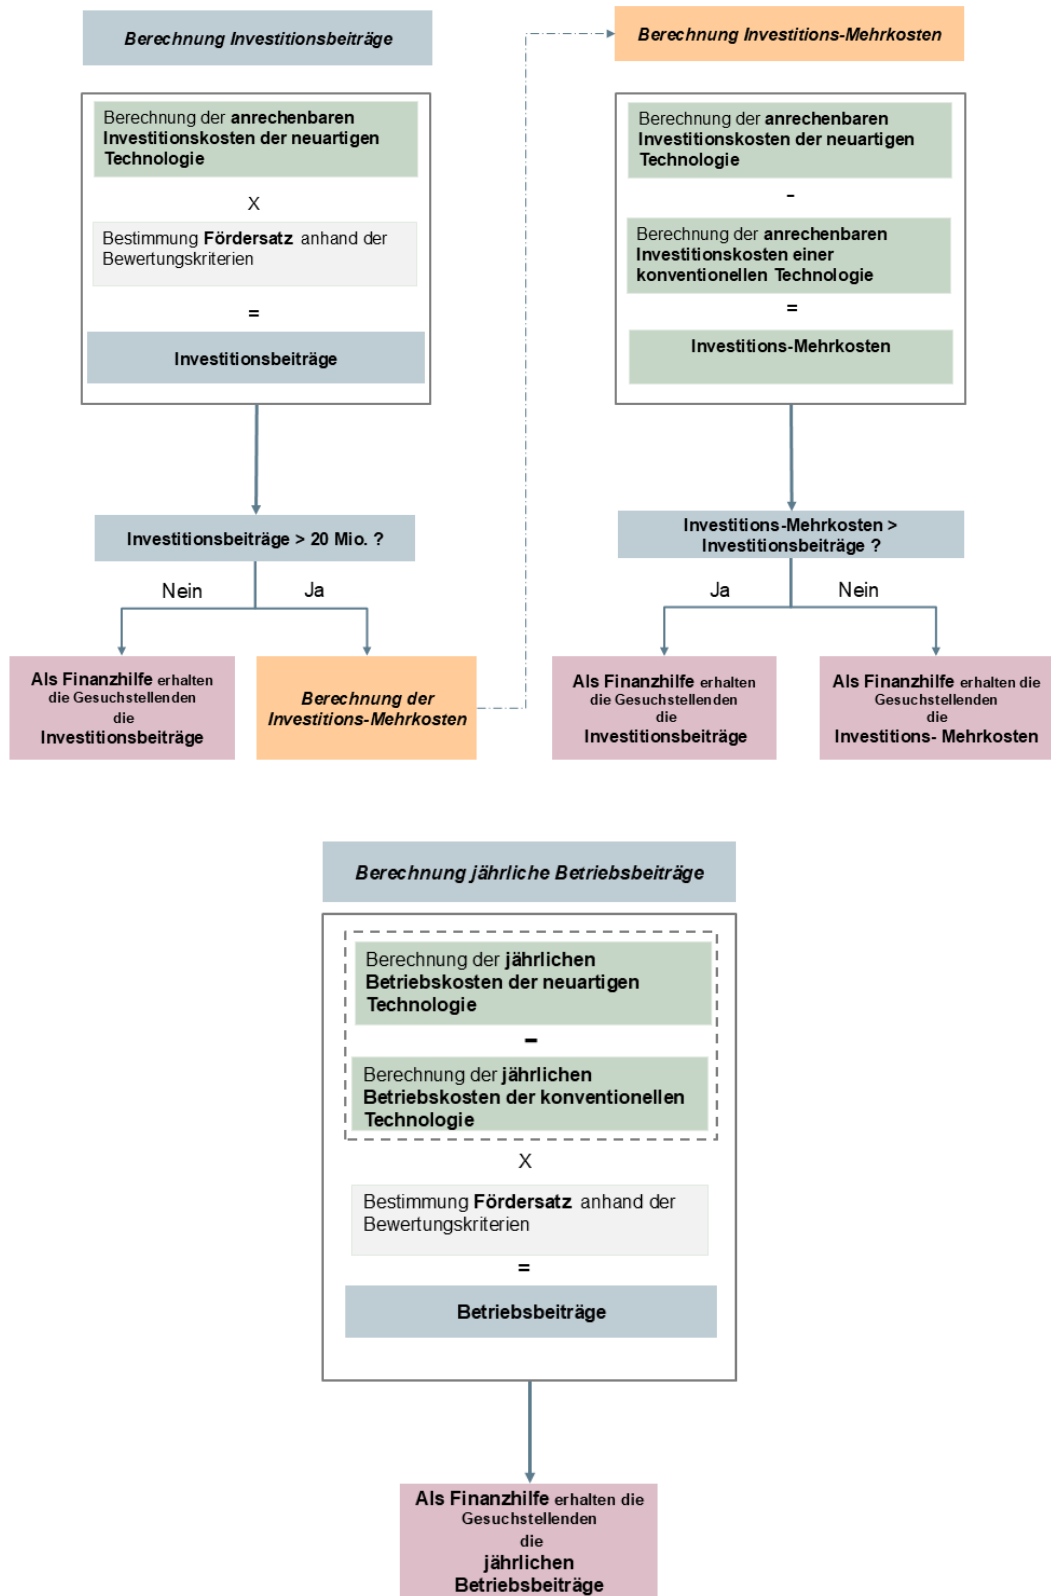 Berechnung Investitionsbeiträge
Berechnung der anrechenbaren
Investitionskosten der neuartigen
Technologie
X
Bestimmung Fördersatz anhand der
Bewertungskriterien
=
Investitionsbeiträge
Investitionsbeiträge > 20 Mio. ?
Nein
Ja
Als Finanzhilfe erhalten
die Gesuchstellenden
die
Investitionsbeiträge
Berechnung der
Investitions-Mehrkosten
Berechnung Investitions-Mehrkosten
Berechnung der anrechenbaren
Investitionskosten der neuartigen
Technologie
-
Berechnung der anrechenbaren
Investitionskosten einer
konventionellen Technologie
=
Investitions-Mehrkosten
Investitions-Mehrkosten >
Investitionsbeiträge ?
Ja
Nein
Als Finanzhilfe erhalten
die Gesuchstellenden
die
Investitionsbeiträge
Als Finanzhilfe erhalten die
Gesuchstellenden
die
Investitions- Mehrkosten
Berechnung jährliche Betriebsbeiträge
Berechnung der jährlichen
Betriebskosten der neuartigen
Technologie
-
Berechnung der jährlichen
Betriebskosten der konventionellen
Technologie
X
Bestimmung Fördersatz anhand der
Bewertungskriterien
=
Betriebsbeiträge
Als Finanzhilfe erhalten die
Gesuchstellenden
die
jährlichen
Betriebsbeiträge